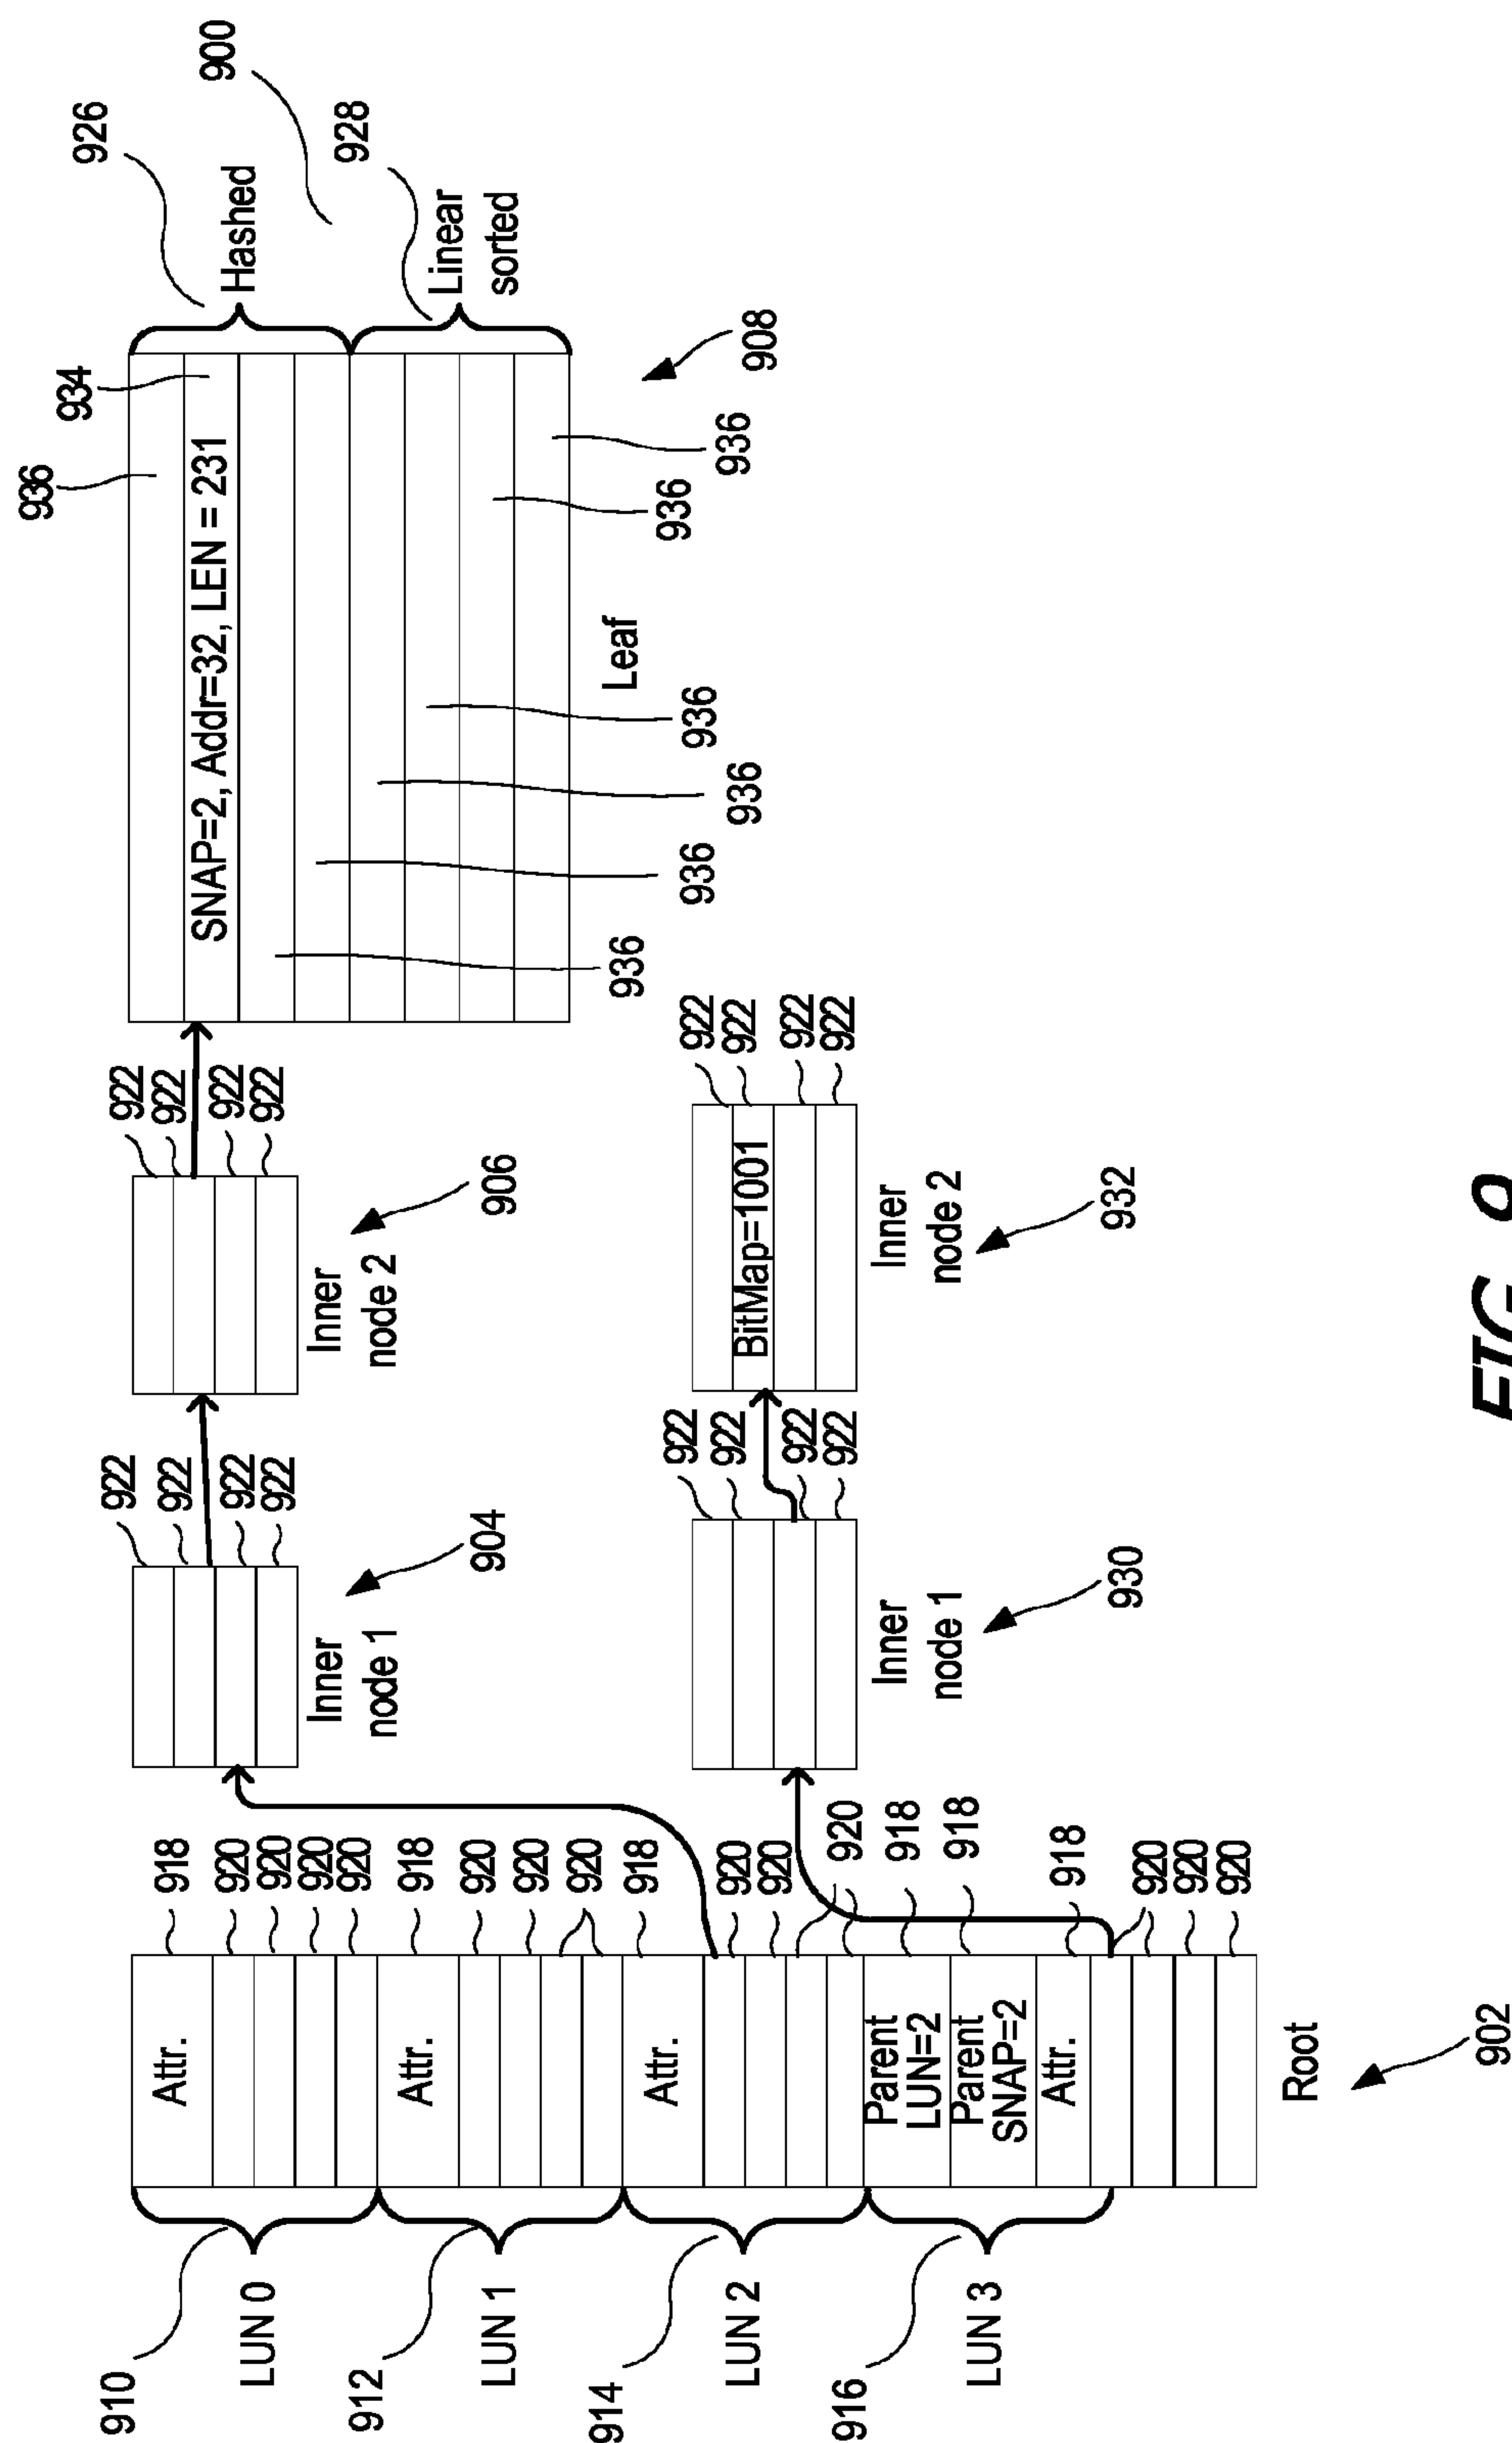 900
926
Hashed
928
Linear
sorted
908
936
934
SNAP=2, Addr=32, LEN = 231
936
936
936
936
936
936
Leaf
922
922
922
922
906
Inner
node 2
922
922
922
922
904
Inner
node 1
922
922
922
922
BitMap=1001
932
Inner
node 2
922
922
922
922
930
Inner
node 1
918
920
920
920
920
918
920
920
920
918
920
920
920
918
918
918
920
920
920
Attr.
Attr.
Attr.
Parent
LUN=2
Parent
SNAP=2
Attr.
Root
902
910
LUN 0
912
LUN 1
914
LUN 2
916
LUN 3